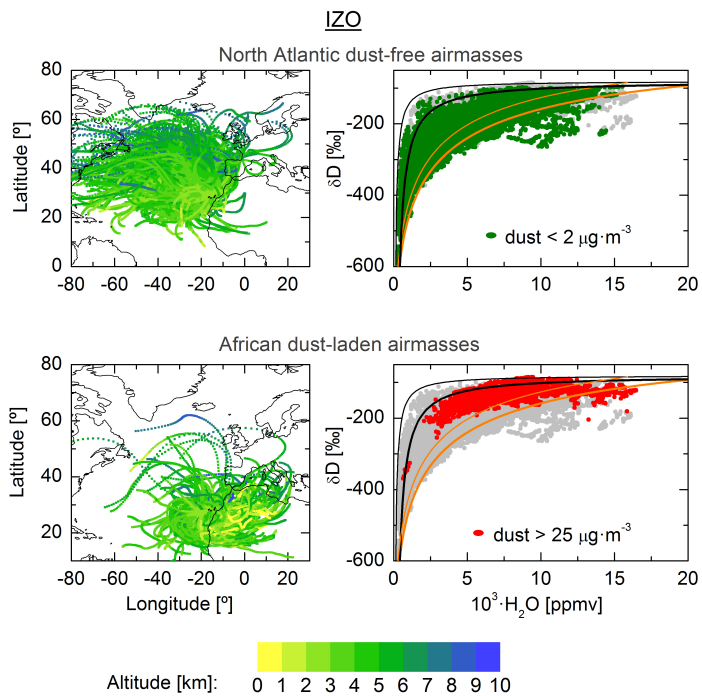 IZO
North Atlantic dust-free airmasses
80
60
40
20
0
Latitude [º]
-80 -60 -40 -20 0 20
-200
-400
-600
δD [‰]
dust < 2 µg·m-3
0 5 10 15 20
African dust-laden airmasses
80
60
40
20
Latitude [º]
-80 -60 -40 -20 0 20
Longitude [º]
-200
-400
-600
δD [‰]
dust > 25 µg·m-3
0 5 10 15 20
10³·H₂O [ppmv]
Altitude [km]: 0 1 2 3 4 5 6 7 8 9 10